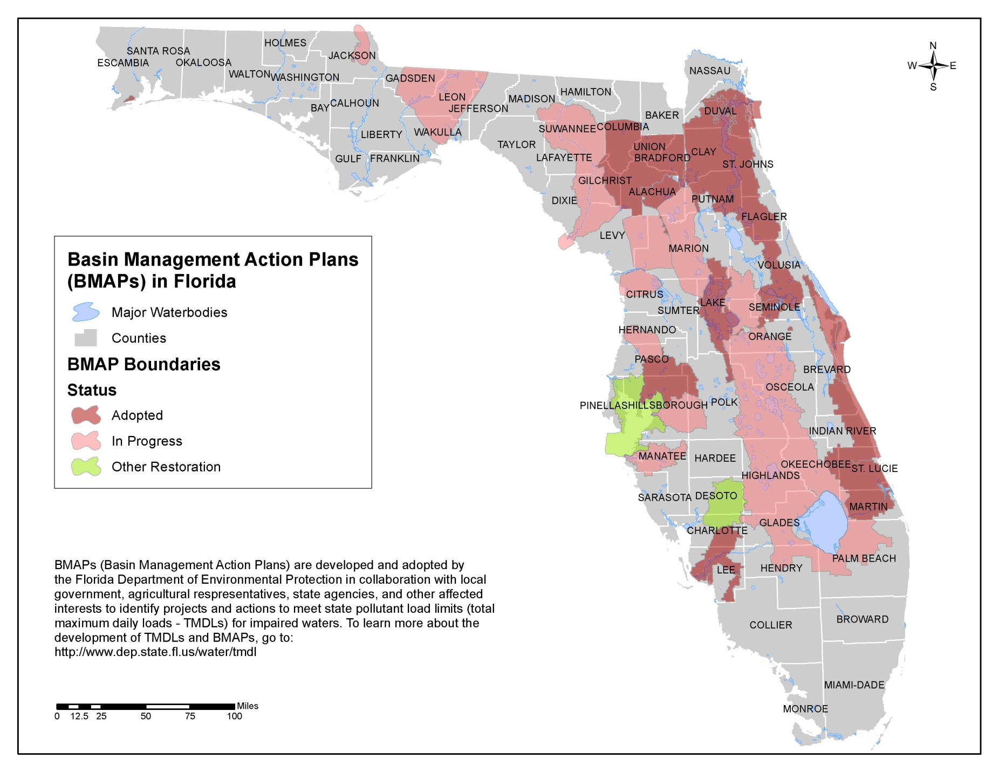 N
W E
S
HOLMES
SANTA ROSA
ESCAMBIA
OKALOOSA
JACKSON
WALTON
WASHINGTON
GADSDEN
NASSAU
BAY
CALHOUN
LEON
JEFFERSON
MADISON
HAMILTON
BAKER
DUVAL
LIBERTY
WAKULLA
SUWANNEE
COLUMBIA
TAYLOR
UNION
GULF
FRANKLIN
LAFAYETTE
BRADFORD
CLAY
ST. JOHNS
GILCHRIST
ALACHUA
DIXIE
PUTNAM
FLAGLER
LEVY
MARION
VOLUSIA
CITRUS
LAKE
SUMTER
SEMINOLE
HERNANDO
ORANGE
PASCO
BREVARD
OSCEOLA
PINELLAS
HILLSBOROUGH
POLK
INDIAN RIVER
MANATEE
HARDEE
OKEECHOBEE
ST. LUCIE
HIGHLANDS
SARASOTA
DESOTO
MARTIN
GLADES
CHARLOTTE
PALM BEACH
LEE
HENDRY
BROWARD
COLLIER
MIAMI-DADE
MONROE
Basin Management Action Plans
(BMAPs) in Florida
Major Waterbodies
Counties
BMAP Boundaries
Status
Adopted
In Progress
Other Restoration
BMAPs (Basin Management Action Plans) are developed and adopted by
the Florida Department of Environmental Protection in collaboration with local
government, agricultural respresentatives, state agencies, and other affected
interests to identify projects and actions to meet state pollutant load limits (total
maximum daily loads - TMDLs) for impaired waters. To learn more about the
development of TMDLs and BMAPs, go to:
http://www.dep.state.fl.us/water/tmdl
Miles
0 12.5 25 50 75 100